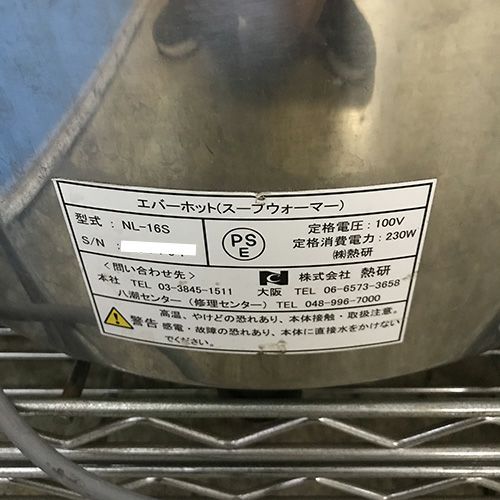 エバーホット(スープウォーマー)
型式： NL-16S
S/N ：
PS
E
定格電圧：100V
定格消費電力：230W
㈱熱研
＜問い合わせ先＞
本社 TEL 03-3845-1511
株式会社 熱研
大阪 TEL 06-6573-3658
八潮センター (修理センター) TEL 048-996-7000
警告
高温、やけどの恐れあり、本体接触・取扱注意。
感電・故障の恐れあり、本体に直接水をかけない
でください。